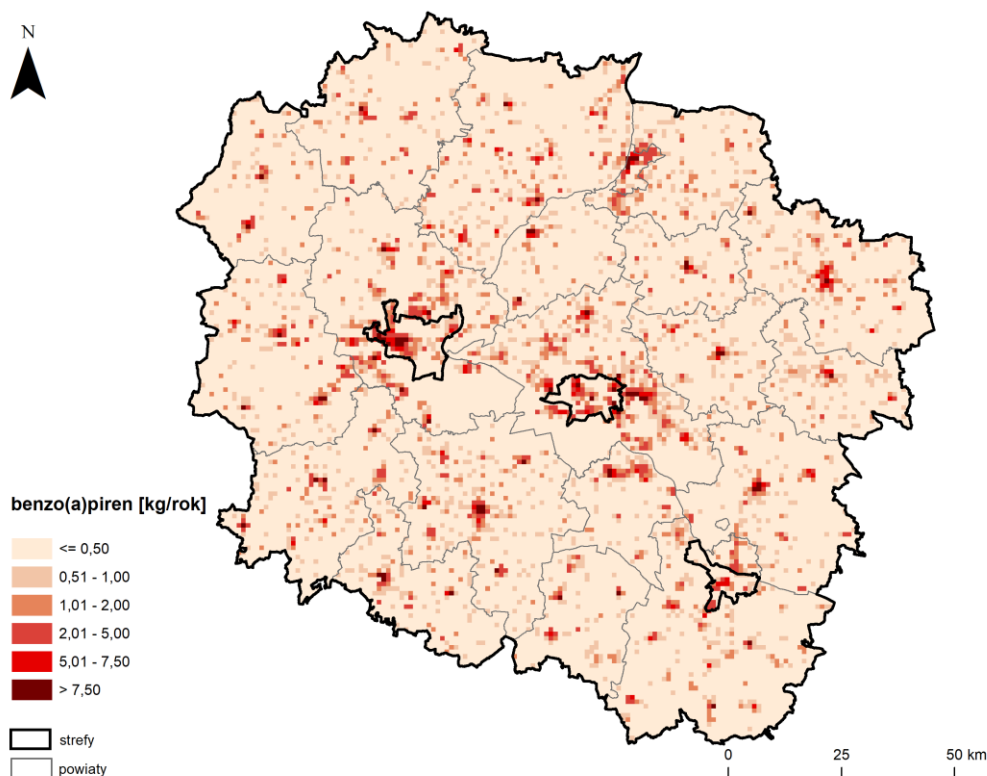 N
benzo(a)piren [kg/rok]
<= 0,50
0,51 - 1,00
1,01 - 2,00
2,01 - 5,00
5,01 - 7,50
> 7,50
strefy
powiaty
0 25 50 km